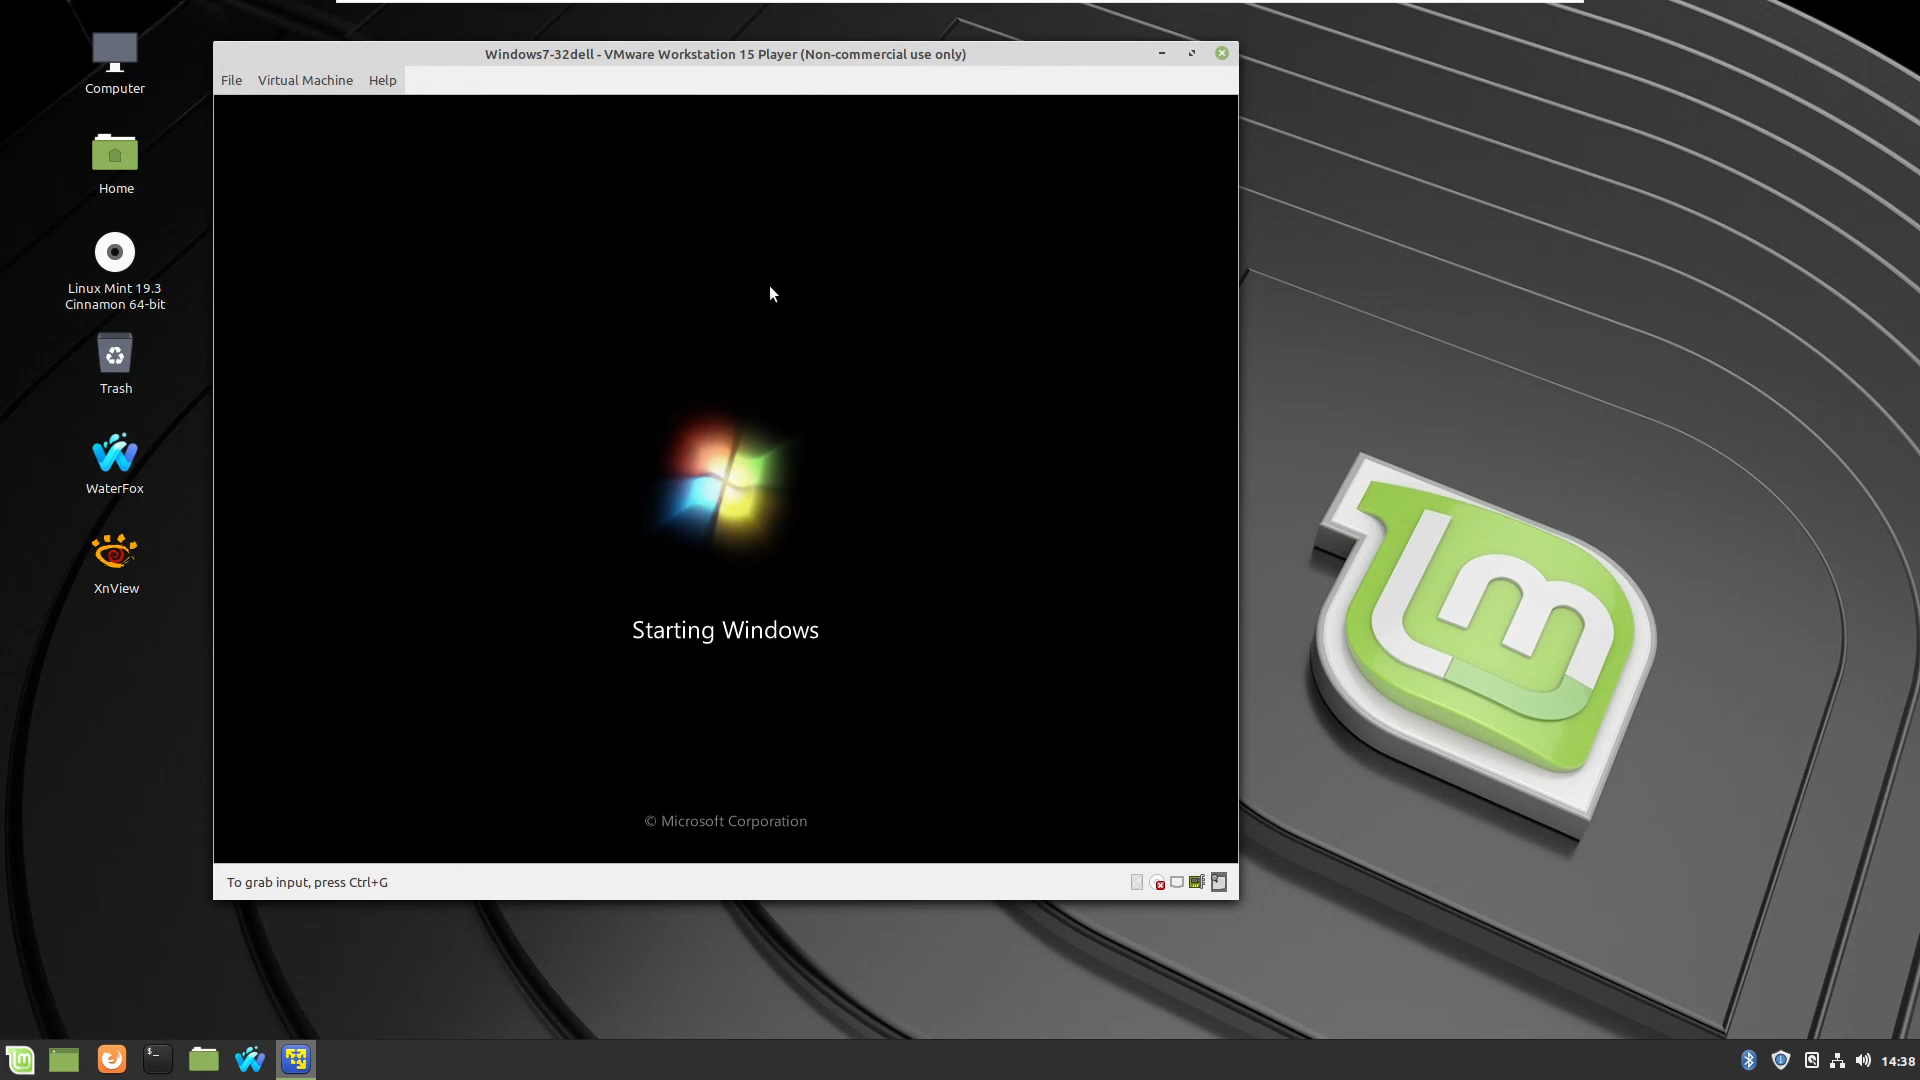 Windows7-32dell - VMware Workstation 15 Player (Non-commercial use only)
File Virtual Machine Help
Computer
Home
Linux Mint 19.3
Cinnamon 64-bit
Trash
WaterFox
XnView
Starting Windows
© Microsoft Corporation
To grab input, press Ctrl+G
14:38